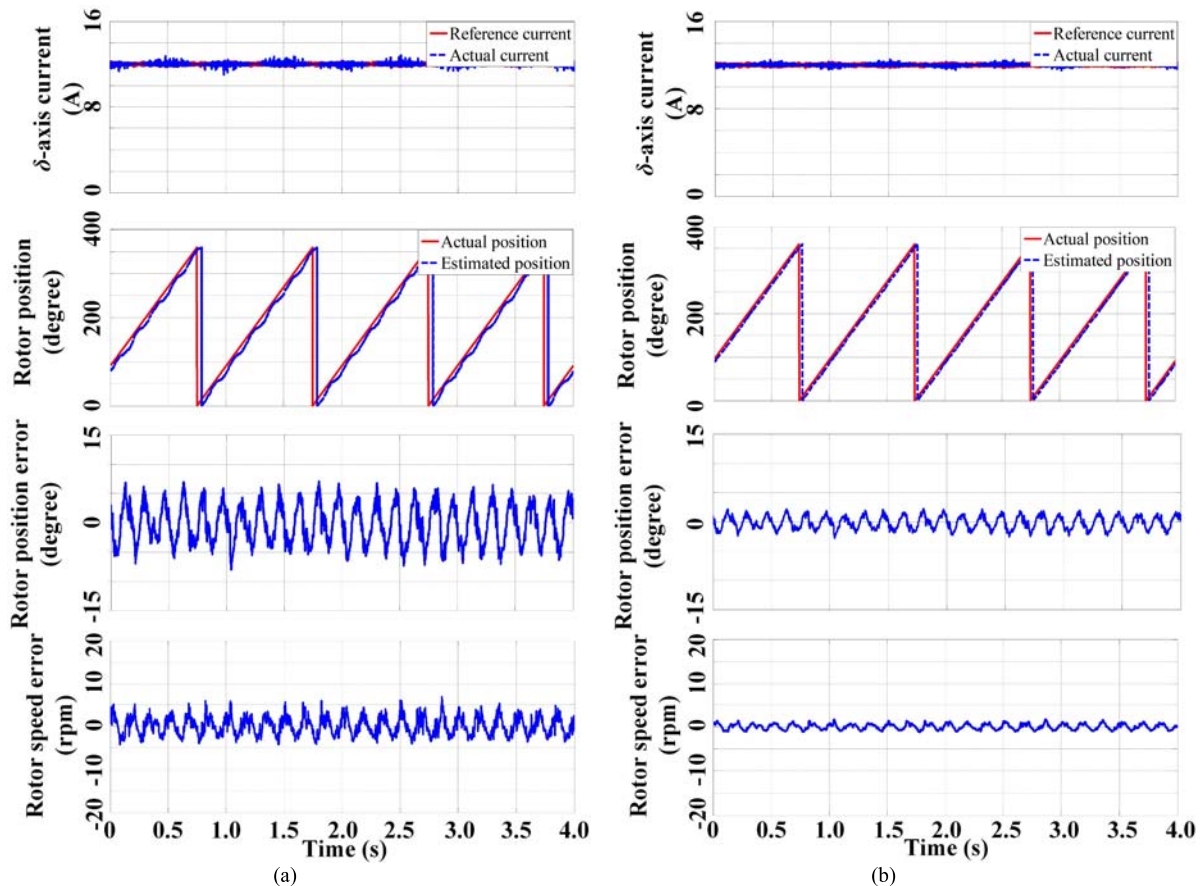 16
8
0
δ-axis current
(A)
Reference current
Actual current
400
200
0
Rotor position
(degree)
Actual position
Estimated position
15
0
-15
Rotor position error
(degree)
20
10
0
-10
-20
Rotor speed error
(rpm)
0 0.5 1.0 1.5 2.0 2.5 3.0 3.5 4.0
Time (s)
(a)
16
8
0
δ-axis current
(A)
Reference current
Actual current
400
200
0
Rotor position
(degree)
Actual position
Estimated position
15
0
-15
Rotor position error
(degree)
20
10
0
-10
-20
Rotor speed error
(rpm)
0 0.5 1.0 1.5 2.0 2.5 3.0 3.5 4.0
Time (s)
(b)